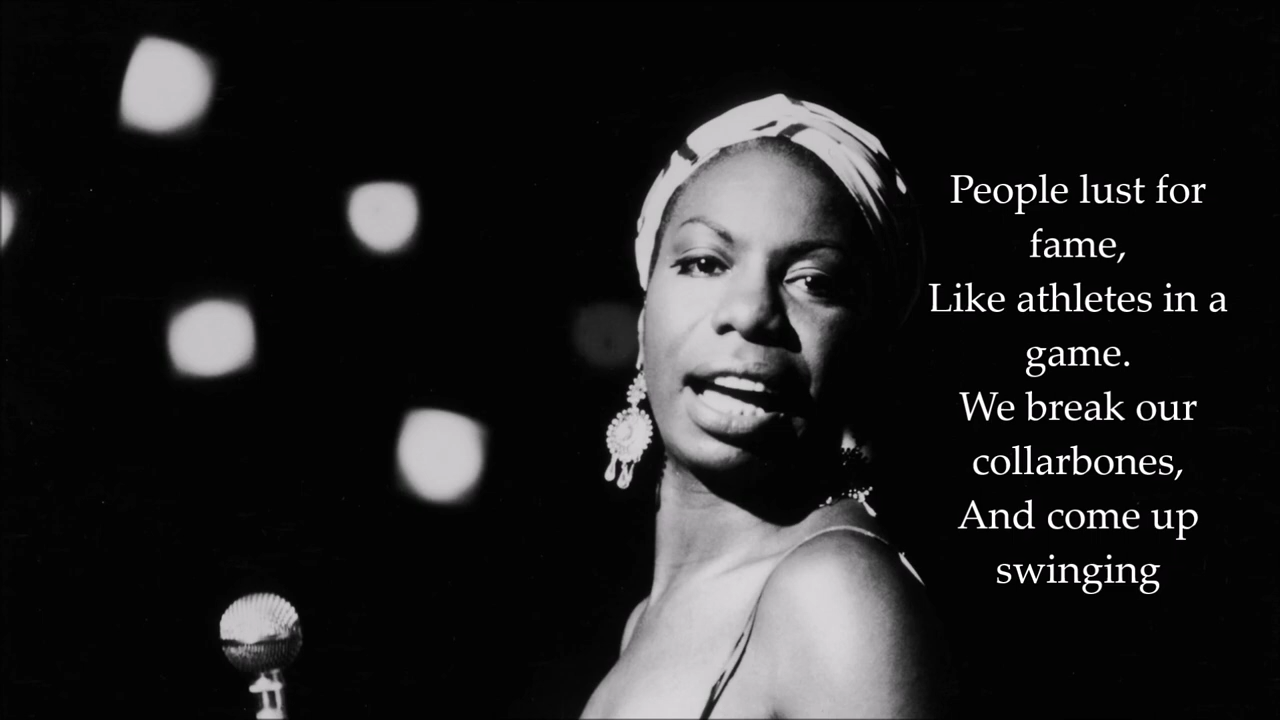 People lust for
fame,
Like athletes in a
game.
We break our
collarbones,
And come up
swinging